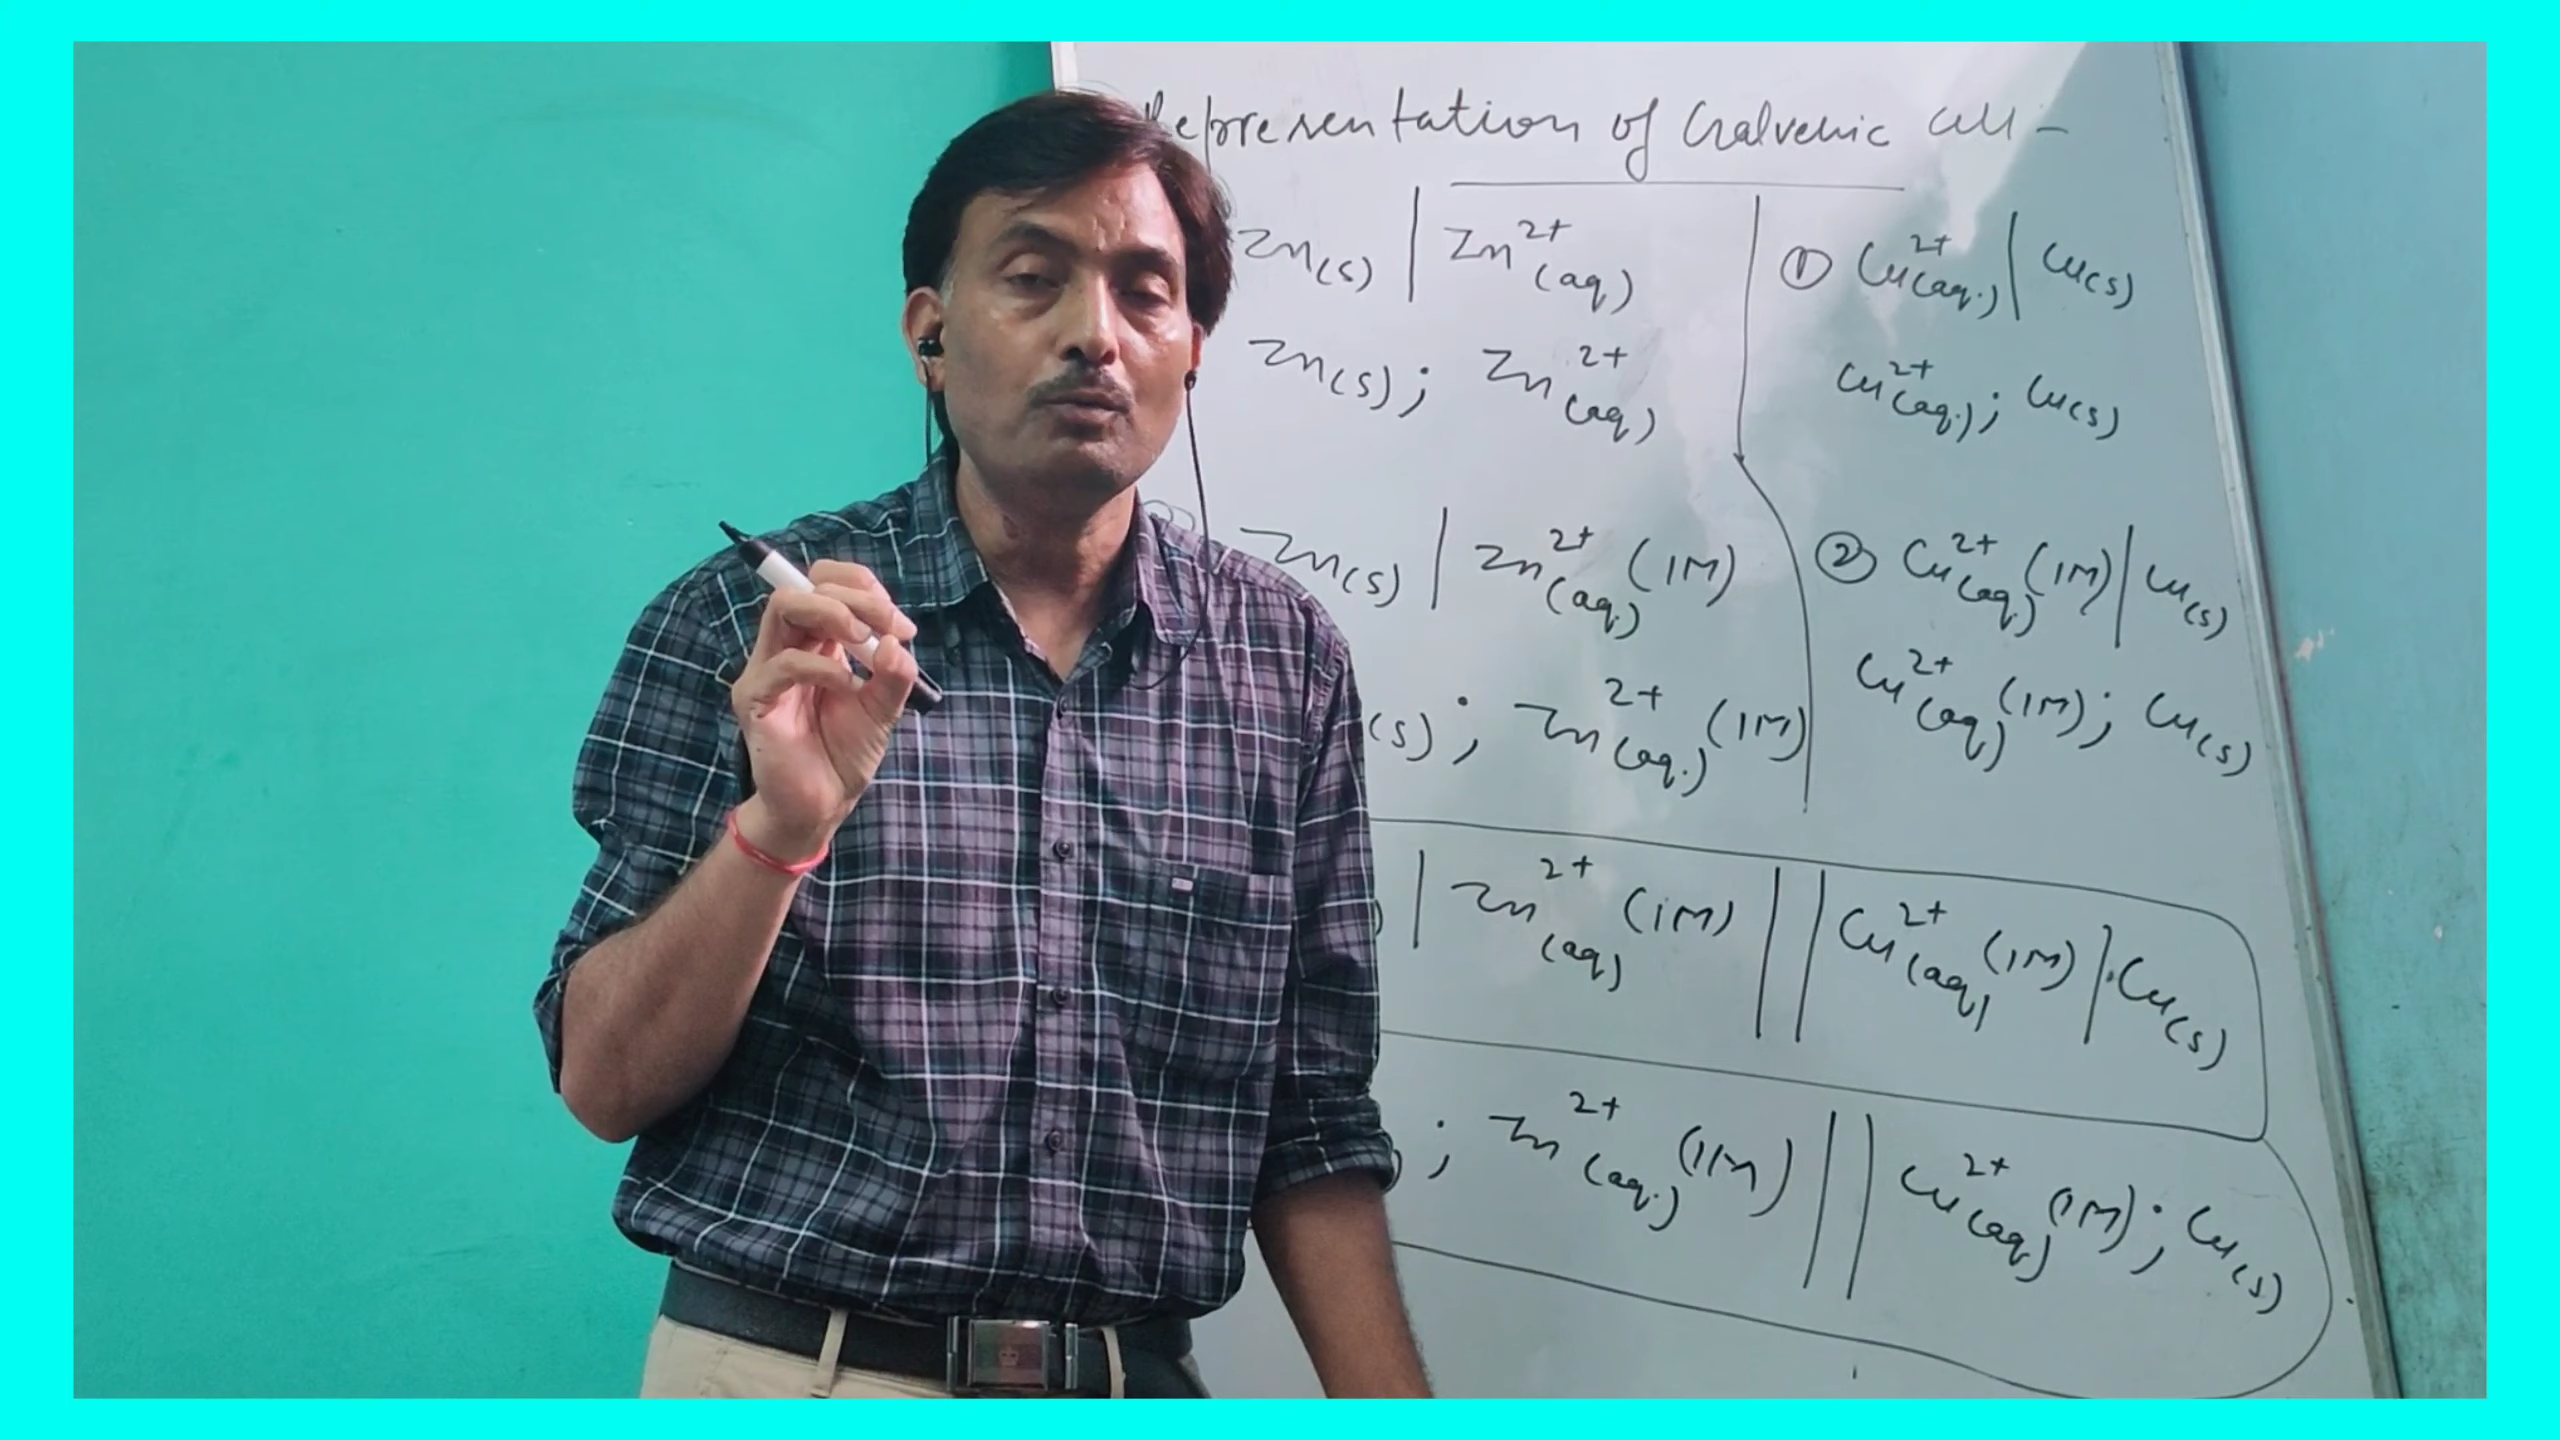 Representation of Galvenic cell -
Zn(s) | Zn2+(aq)
Zn(s) ; Zn2+(aq)
Zn(s) | Zn2+(aq.) (1M)
(s) ; Zn2+(aq.) (1M)
① Cu2+(aq.) | Cu(s)
Cu2+(aq.) ; Cu(s)
② Cu2+(aq.) (1M) | Cu(s)
Cu2+(aq) (1M) ; Cu(s)
) | Zn2+(aq) (1M) || Cu2+(aq) (1M) | Cu(s)
) ; Zn2+(aq.) (1M) || Cu2+(aq) (1M) ; Cu(s)